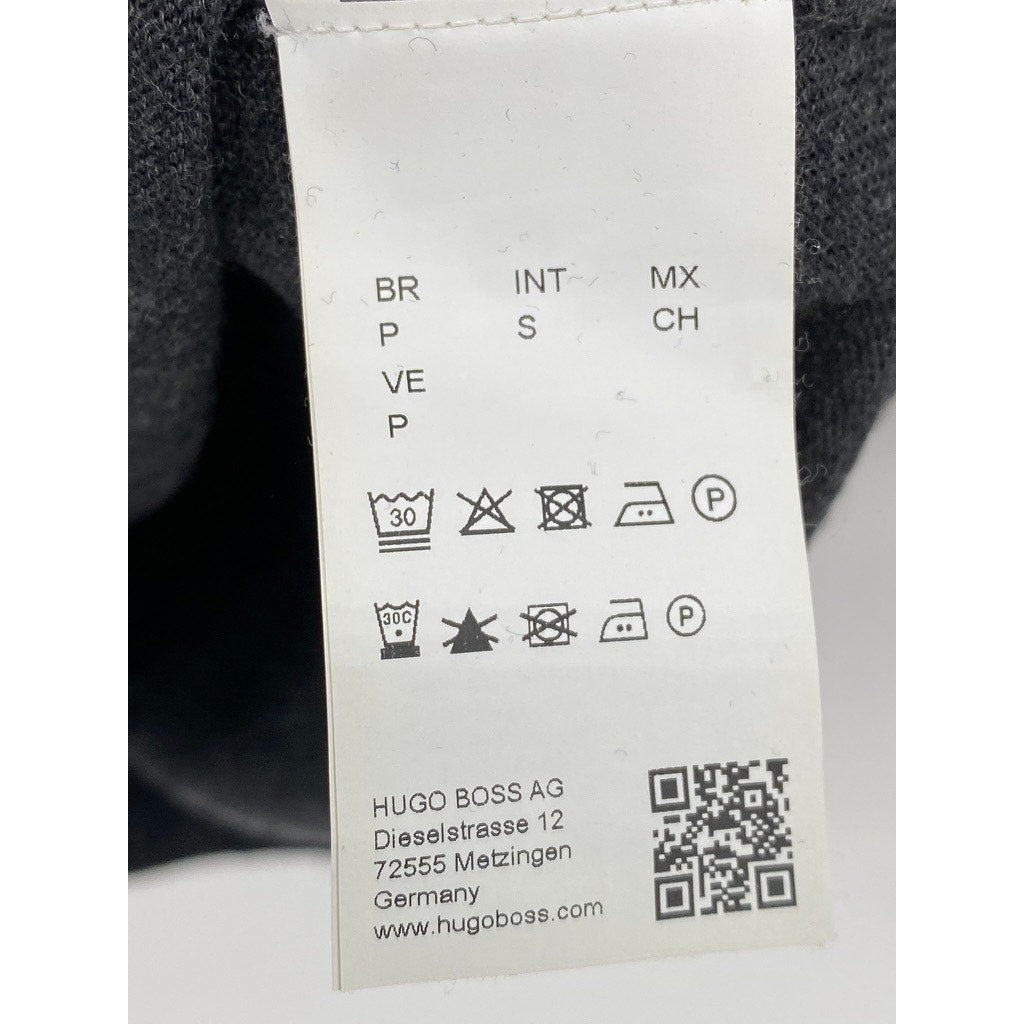 BR INT MX
P S CH
VE
P
30 P
30C P
HUGO BOSS AG
Dieselstrasse 12
72555 Metzingen
Germany
www.hugoboss.com